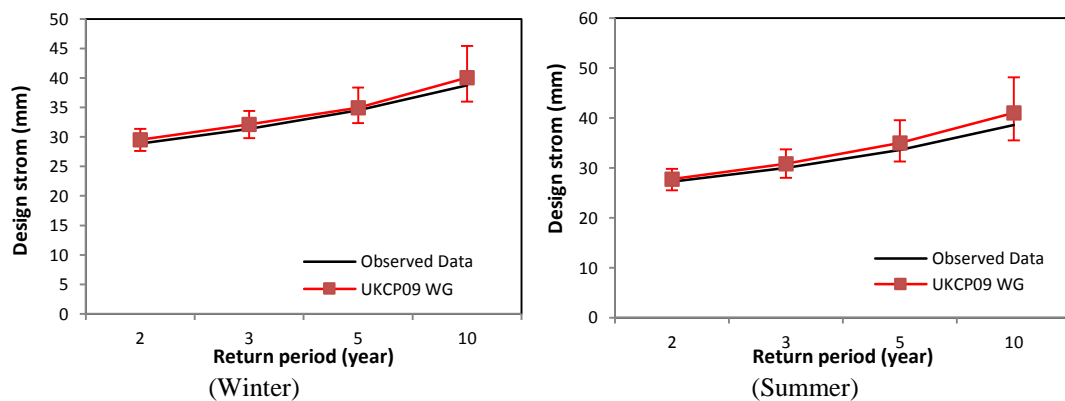 50
45
40
35
30
25
20
15
10
5
0
Design strom (mm)
Observed Data
UKCP09 WG
2 3 5 10
Return period (year)
(Winter)
60
50
40
30
20
10
0
Design strom (mm)
Observed Data
UKCP09 WG
2 3 5 10
Return period (year)
(Summer)